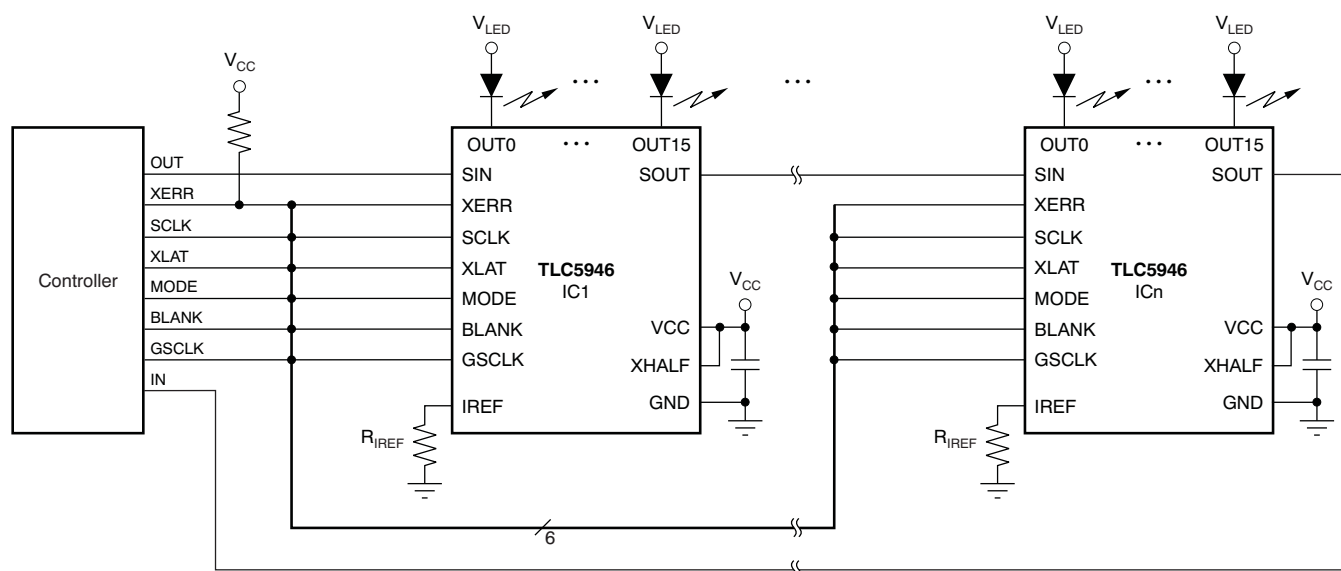 V_LED V_LED ••• V_LED V_LED
V_CC ••• •••
OUT0 ••• OUT15 OUT0 ••• OUT15
OUT SIN SOUT SIN SOUT
XERR XERR XERR
SCLK SCLK SCLK
XLAT XLAT TLC5946 XLAT TLC5946
Controller IC1 ICn
MODE MODE V_CC MODE V_CC
BLANK BLANK VCC BLANK VCC
GSCLK GSCLK XHALF GSCLK XHALF
IN
IREF GND IREF GND
R_IREF R_IREF
6